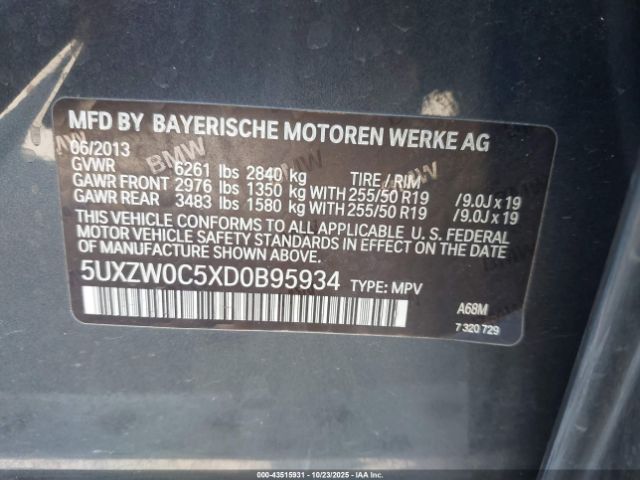 MFD BY BAYERISCHE MOTOREN WERKE AG
06/2013
GVWR 6261 lbs 2840 kg TIRE / RIM
GAWR FRONT 2976 lbs 1350 kg WITH 255/50 R19 /9.0J x 19
GAWR REAR 3483 lbs 1580 kg WITH 255/50 R19 /9.0J x 19
THIS VEHICLE CONFORMS TO ALL APPLICABLE U.S. FEDERAL
MOTOR VEHICLE SAFETY STANDARDS IN
EFFECT ON THE DATE OF MANUFACTURE SHOWN ABOVE.
5UXZW0C5XD0B95934 TYPE: MPV
A68M
7 320 729
000-43515931 - 10/23/2025 - IAAI.COM